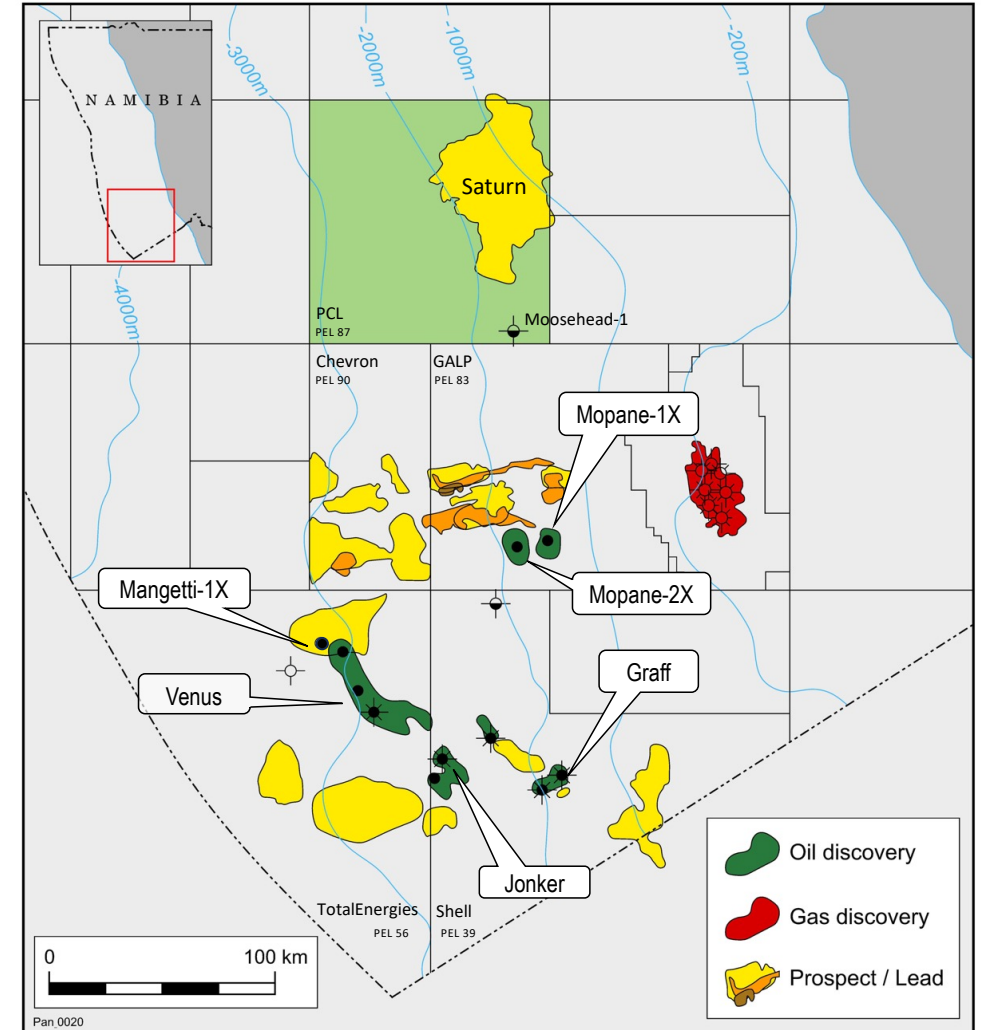 -3000m
-2000m
-1000m
-200m
NAMIBIA
Saturn
-4000m
PCL
PEL 87
Moosehead-1
Chevron
PEL 90
GALP
PEL 83
Mopane-1X
Mangetti-1X
Mopane-2X
Venus
Graff
Jonker
TotalEnergies
PEL 56
Shell
PEL 39
Oil discovery
Gas discovery
Prospect / Lead
0 100 km
Pan_0020